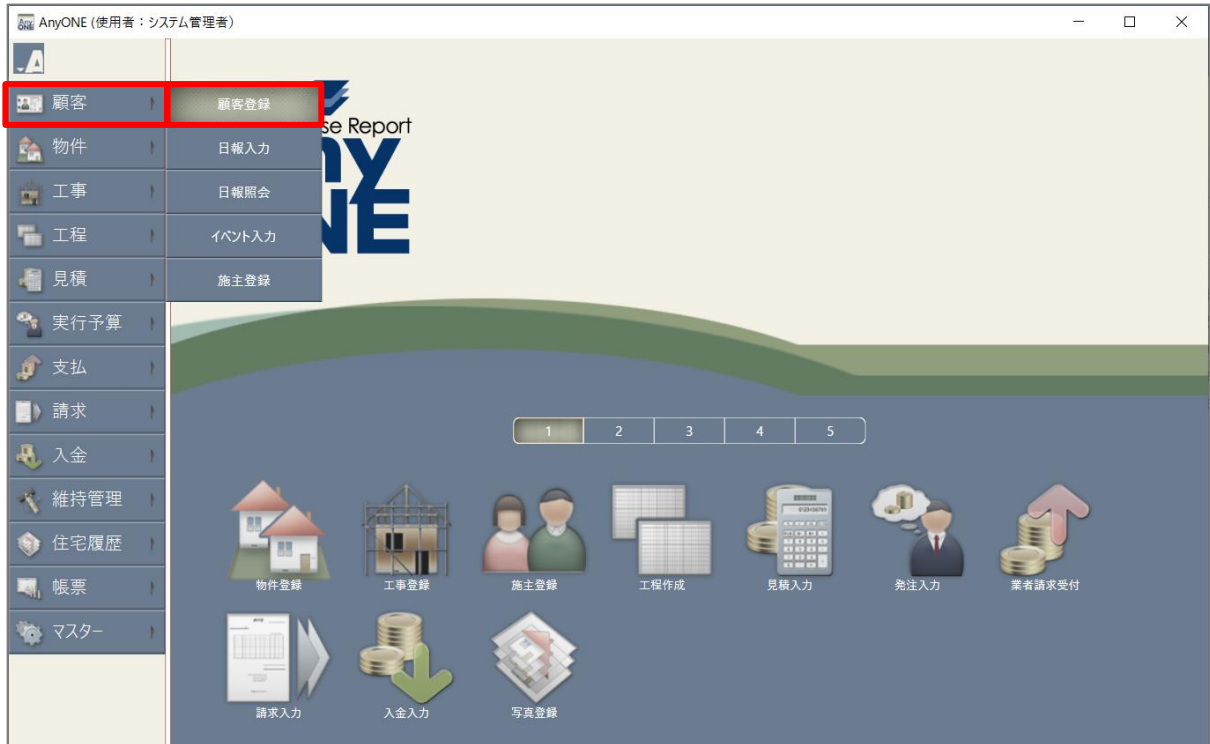 AnyONE (使用者：システム管理者)
顧客
物件
工事
工程
見積
実行予算
支払
請求
入金
維持管理
住宅履歴
帳票
マスター
顧客登録
日報入力
日報照会
イベント入力
施主登録
se Report
ny
NE
1 2 3 4 5
物件登録 工事登録 施主登録 工程作成 見積入力 発注入力 業者請求受付
請求入力 入金入力 写真登録